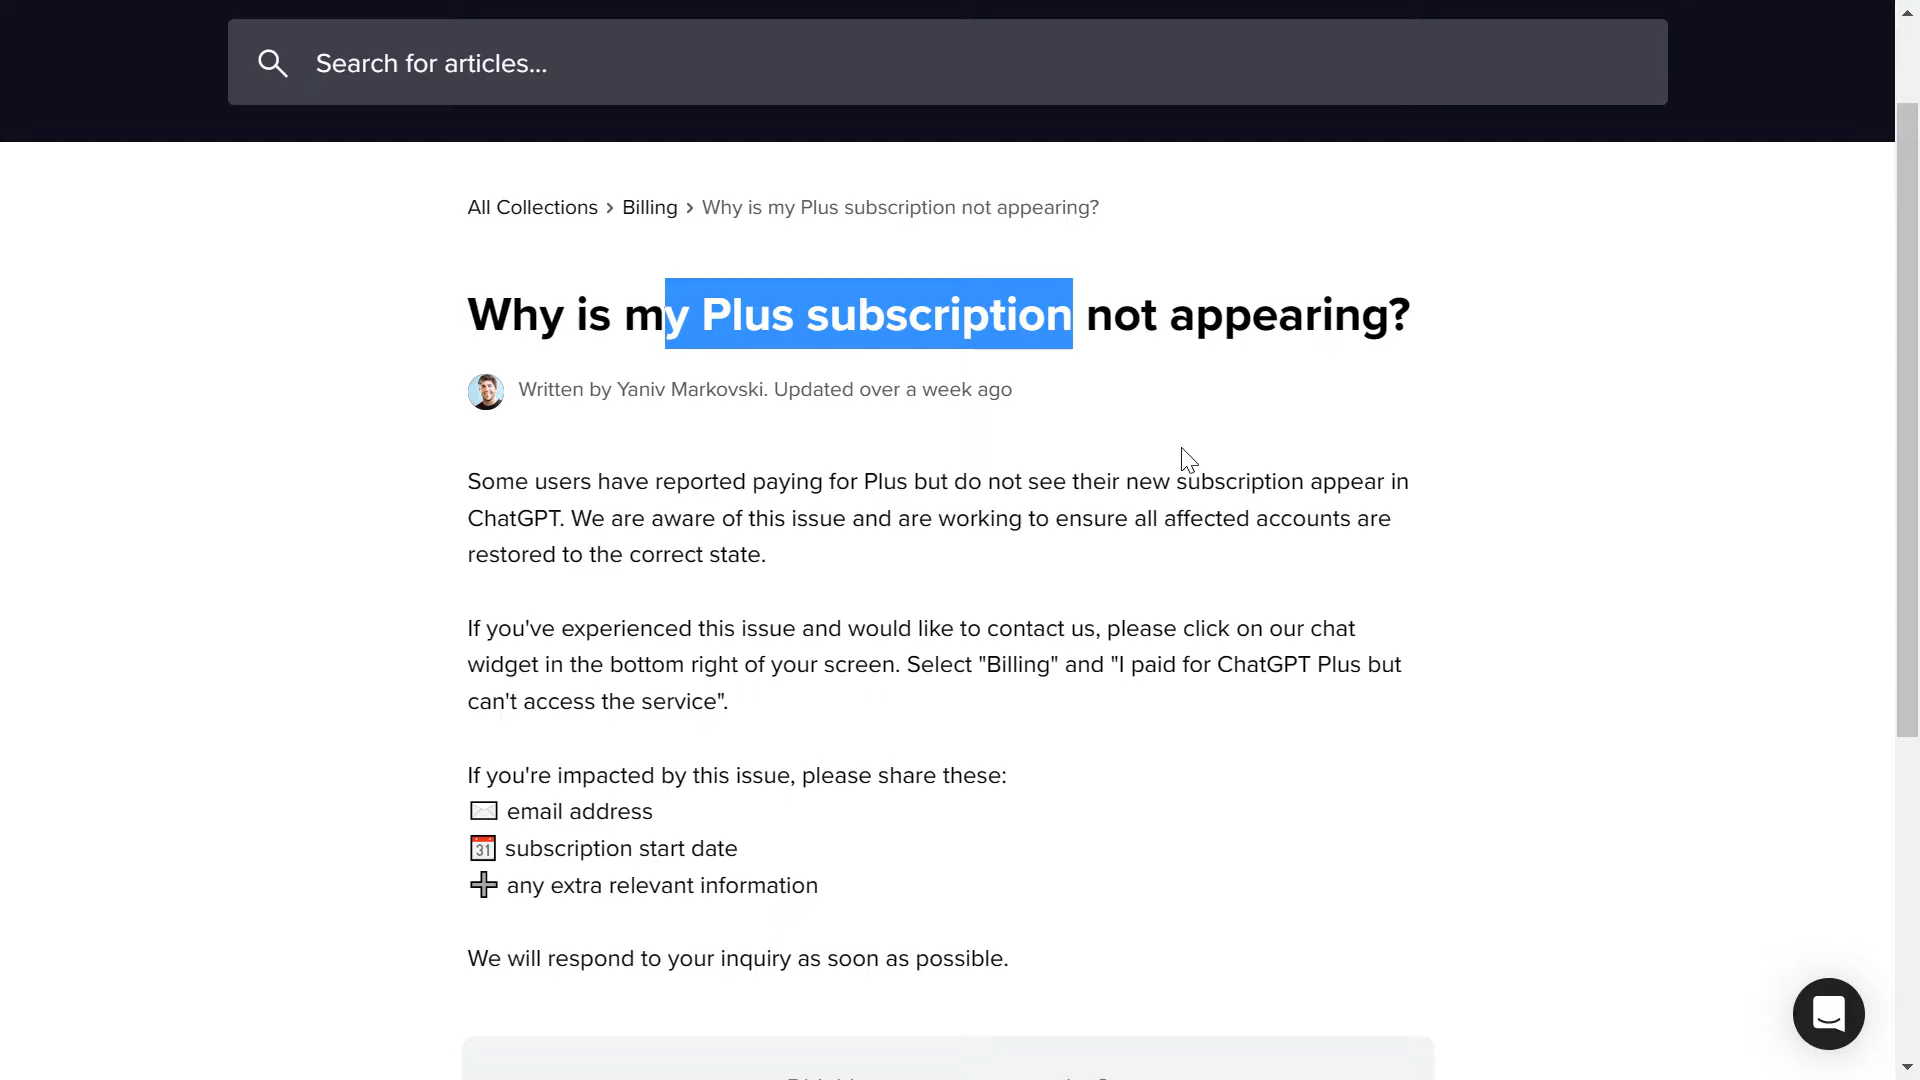 Search for articles...
All Collections > Billing > Why is my Plus subscription not appearing?
Why is my Plus subscription not appearing?
Written by Yaniv Markovski. Updated over a week ago
Some users have reported paying for Plus but do not see their new subscription appear in
ChatGPT. We are aware of this issue and are working to ensure all affected accounts are
restored to the correct state.
If you've experienced this issue and would like to contact us, please click on our chat
widget in the bottom right of your screen. Select "Billing" and "I paid for ChatGPT Plus but
can't access the service".
If you're impacted by this issue, please share these:
✉️ email address
📅 subscription start date
➕ any extra relevant information
We will respond to your inquiry as soon as possible.